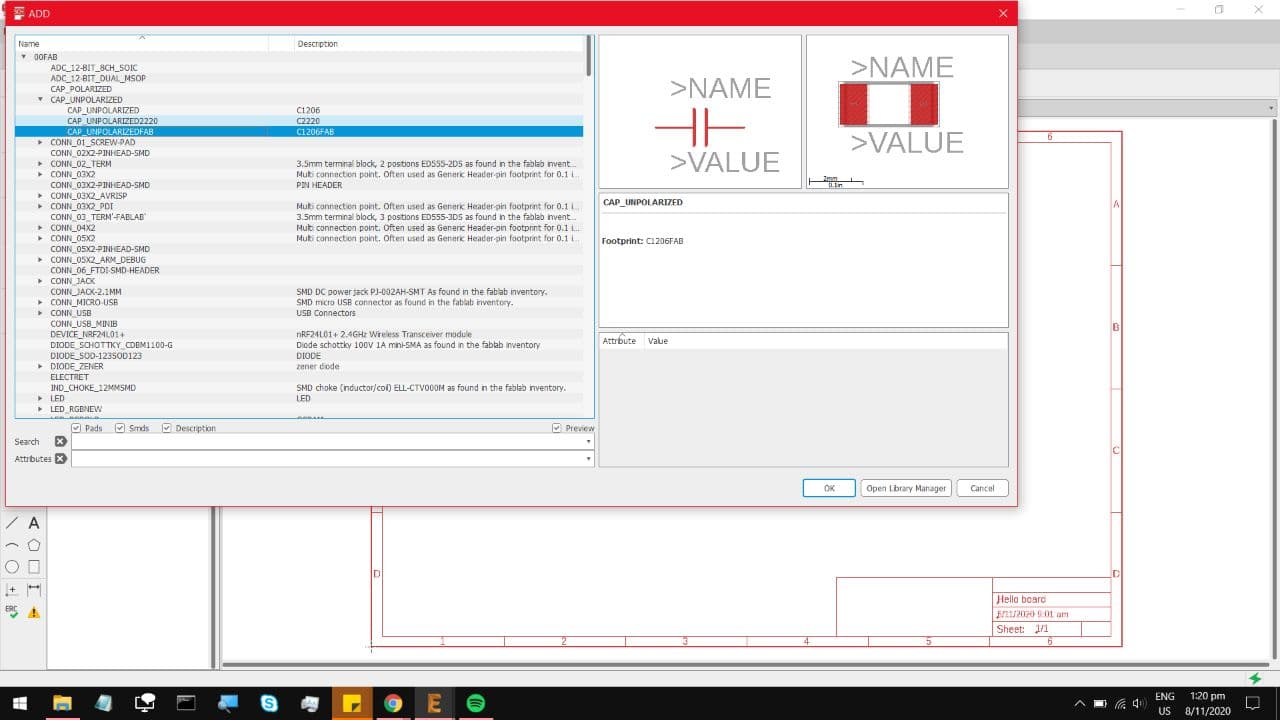 ADD
Name Description
00FAB
ADC_12-BIT_8CH_SOIC
ADC_12-BIT_DUAL_MSOP
CAP_POLARIZED
CAP_UNPOLARIZED
CAP_UNPOLARIZED C1206
CAP_UNPOLARIZED2220 C2220
CAP_UNPOLARIZEDFAB C1206FAB
CONN_01_SCREW-PAD
CONN_02X2-PINHEAD-SMD
CONN_02_TERM 3.5mm terminal block, 2 positions ED555-2DS as found in the fablab invent...
CONN_03X2 Multi connection point. Often used as Generic Header-pin footprint for 0.1 i...
CONN_03X2-PINHEAD-SMD PIN HEADER
CONN_03X2_AVRISP
CONN_03X2_PDI Multi connection point. Often used as Generic Header-pin footprint for 0.1 i...
CONN_03_TERM'-FABLAB' 3.5mm terminal block, 3 positions ED555-3DS as found in the fablab invent...
CONN_04X2 Multi connection point. Often used as Generic Header-pin footprint for 0.1 i...
CONN_05X2 Multi connection point. Often used as Generic Header-pin footprint for 0.1 i...
CONN_05X2-PINHEAD-SMD
CONN_05X2_ARM_DEBUG
CONN_06_FTDI-SMD-HEADER
CONN_JACK
CONN_JACK-2.1MM SMD DC power jack PJ-002AH-SMT As found in the fablab inventory.
CONN_MICRO-USB SMD micro USB connector as found in the fablab inventory.
CONN_USB USB Connectors
CONN_USB_MINIB
DEVICE_NRF24L01+ nRF24L01+ 2.4GHz Wireless Transceiver module
DIODE_SCHOTTKY_CDBM1100-G Diode schottky 100V 1A mini-SMA as found in the fablab inventory
DIODE_SOD-123SOD123 DIODE
DIODE_ZENER zener diode
ELECTRET
IND_CHOKE_12MMSMD SMD choke (inductor/coil) ELL-CTV000M as found in the fablab inventory.
LED LED
LED_RGBNEW
Pads Smds Description Preview
Search
Attributes
>NAME
>VALUE
>NAME
>VALUE
2mm
0.1in
CAP_UNPOLARIZED
Footprint: C1206FAB
Attribute Value
OK Open Library Manager Cancel
6
A
B
C
D D
Hello board
8/11/2020 9:01 am
Sheet: 1/1
1 2 3 4 5 6
A
ERC
ENG
US
1:20 pm
8/11/2020